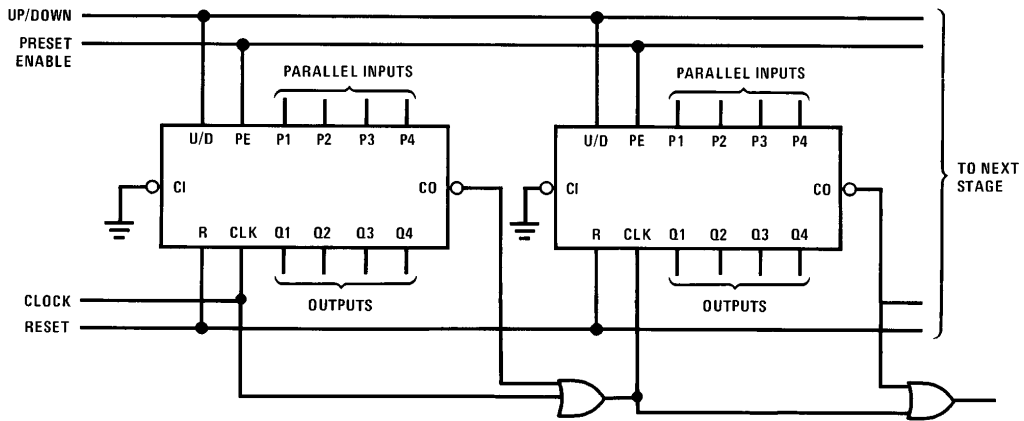 UP/DOWN
PRESET
ENABLE
PARALLEL INPUTS
PARALLEL INPUTS
U/D PE P1 P2 P3 P4
U/D PE P1 P2 P3 P4
CI CO
CI CO
TO NEXT
STAGE
R CLK Q1 Q2 Q3 Q4
R CLK Q1 Q2 Q3 Q4
CLOCK
OUTPUTS
OUTPUTS
RESET